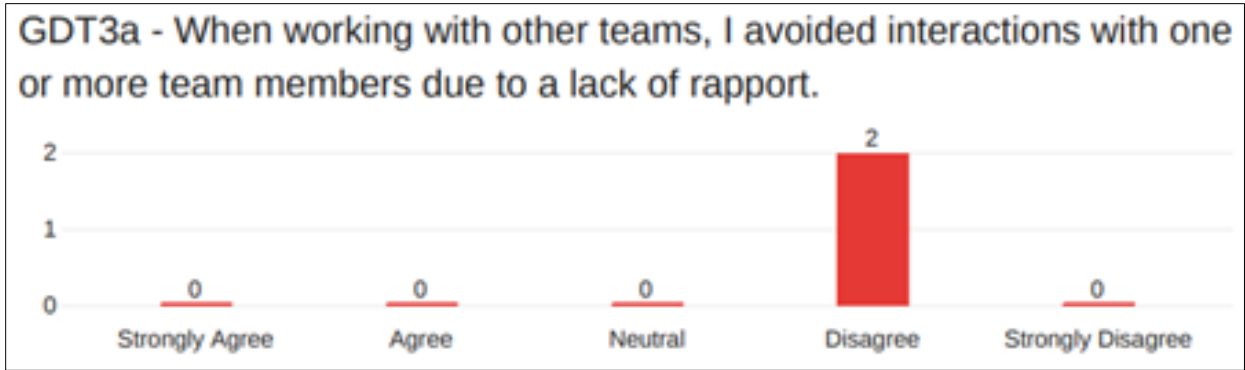 GDT3a - When working with other teams, I avoided interactions with one
or more team members due to a lack of rapport.
2
2
1
0
0
0
0
0
Strongly Agree
Agree
Neutral
Disagree
Strongly Disagree